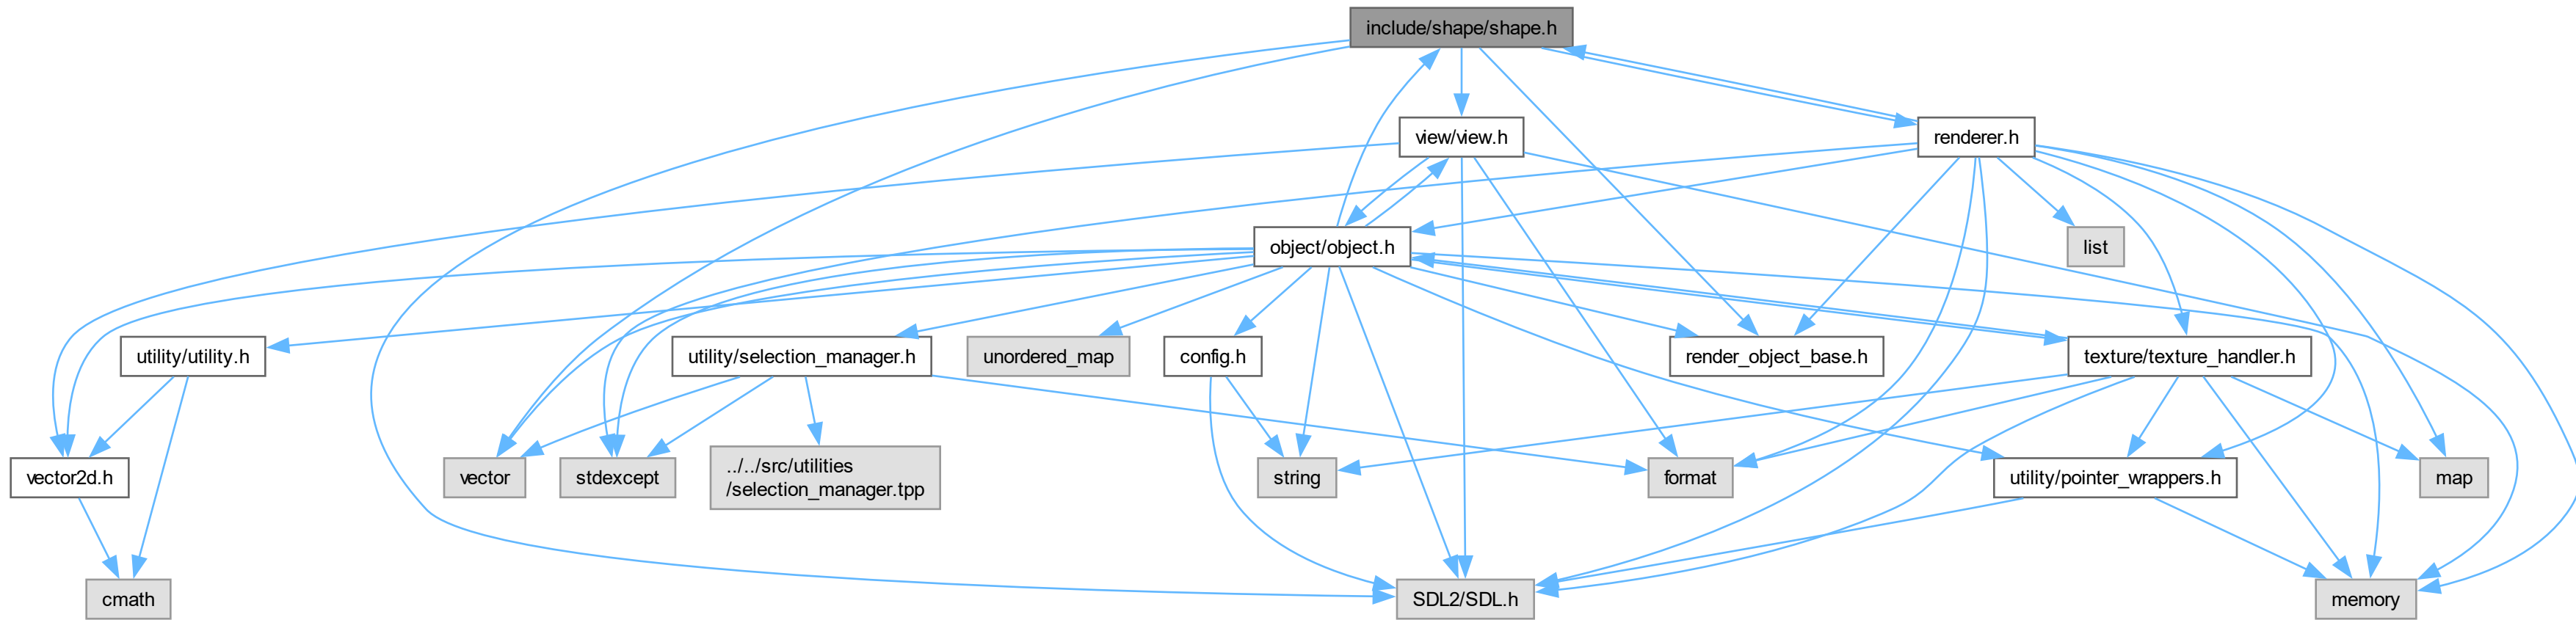 include/shape/shape.h
view/view.h
renderer.h
object/object.h
list
utility/utility.h
utility/selection_manager.h
unordered_map
config.h
render_object_base.h
texture/texture_handler.h
vector2d.h
vector
stdexcept
../../src/utilities
/selection_manager.tpp
string
format
utility/pointer_wrappers.h
map
cmath
SDL2/SDL.h
memory